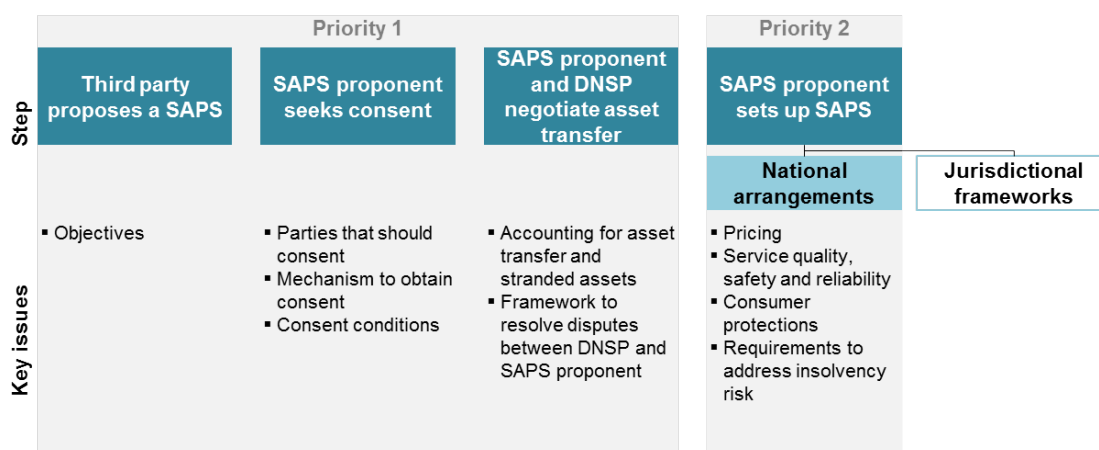 Priority 1
Priority 2
Step
Third party
proposes a SAPS
SAPS proponent
seeks consent
SAPS proponent
and DNSP
negotiate asset
transfer
SAPS proponent
sets up SAPS
National
arrangements
Jurisdictional
frameworks
Key issues
▪ Objectives
▪ Parties that should
consent
▪ Mechanism to obtain
consent
▪ Consent conditions
▪ Accounting for asset
transfer and
stranded assets
▪ Framework to
resolve disputes
between DNSP and
SAPS proponent
▪ Pricing
▪ Service quality,
safety and reliability
▪ Consumer
protections
▪ Requirements to
address insolvency
risk